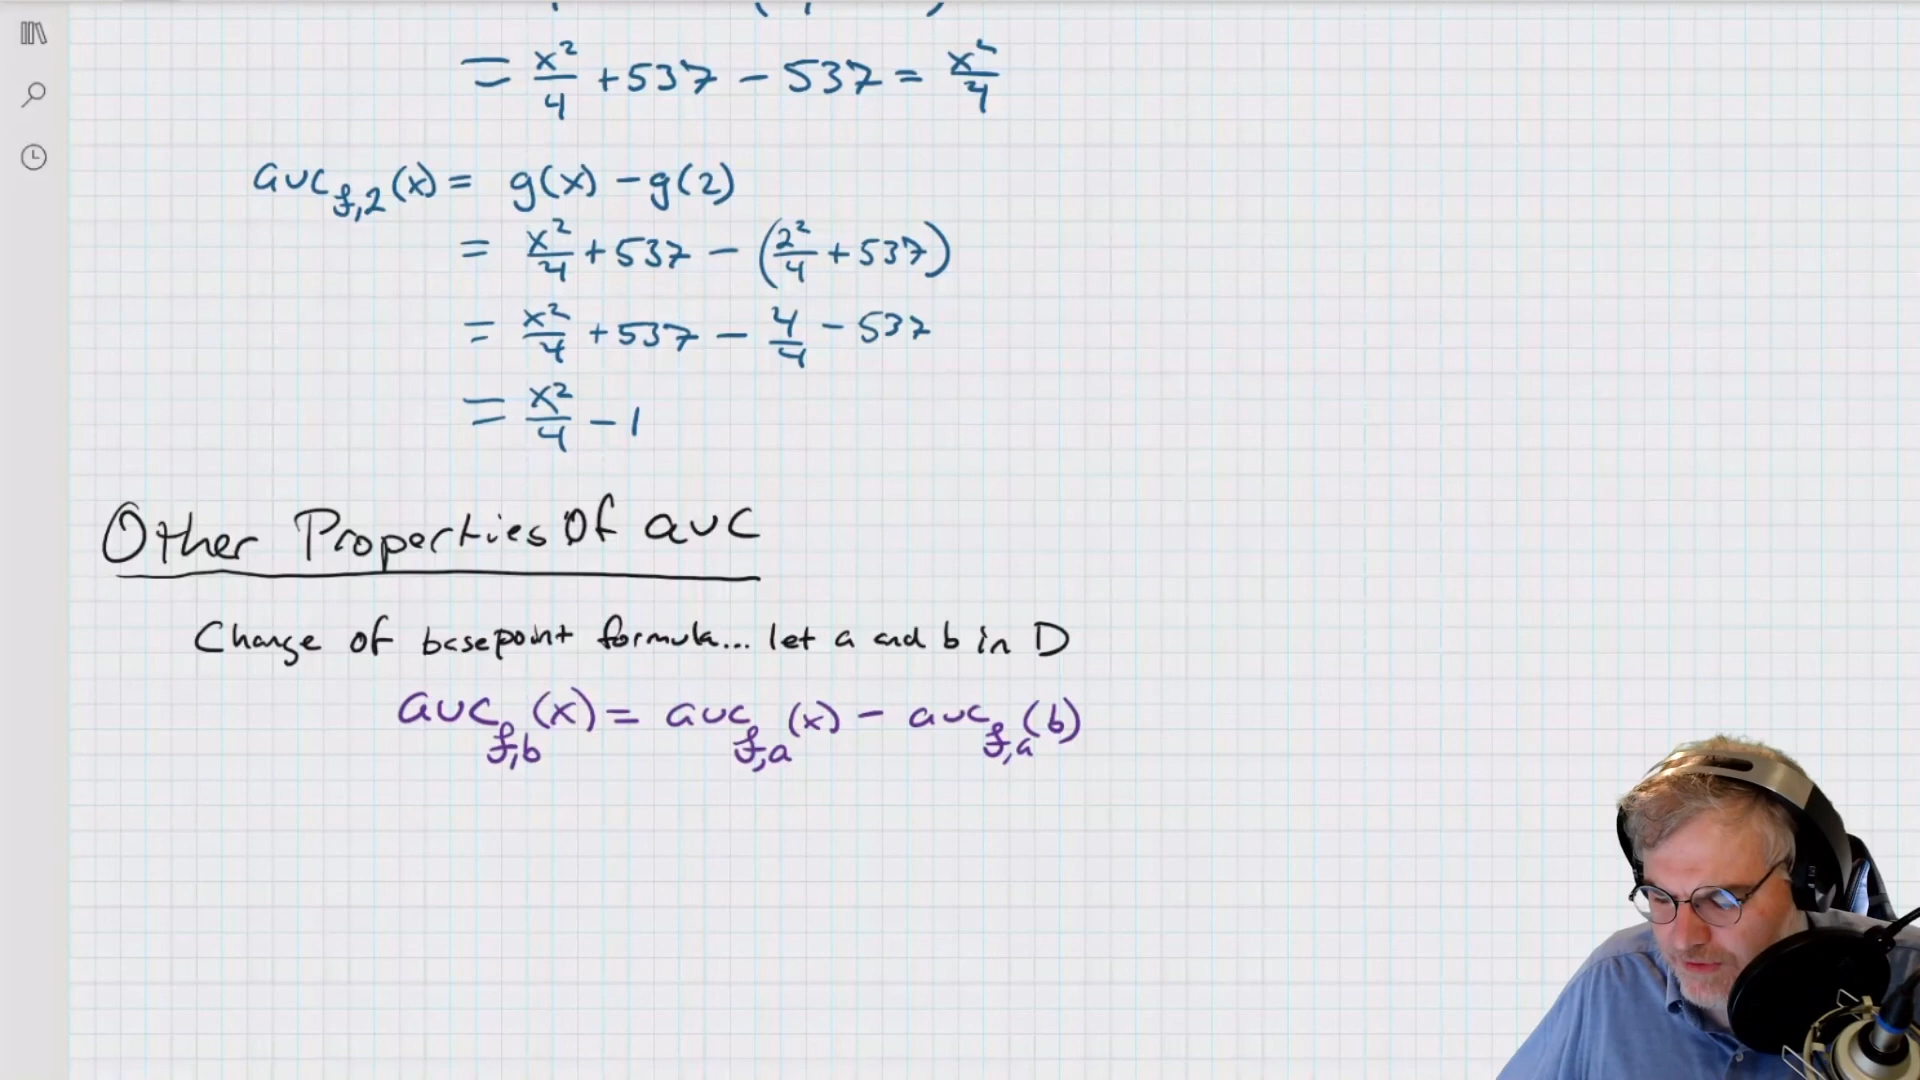 = x²/4 + 537 - 537 = x²/4
auc_f,2 (x) = g(x) - g(2)
= x²/4 + 537 - (2²/4 + 537)
= x²/4 + 537 - 4/4 - 537
= x²/4 - 1
Other Properties Of auc
Change of basepoint formula... let a and b in D
auc_f,b (x) = auc_f,a (x) - auc_f,a (b)